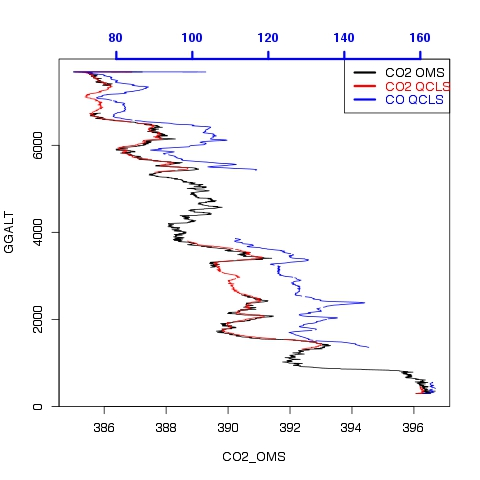 80 100 120 140 160
CO2 OMS
CO2 QCLS
CO QCLS
6000
4000
2000
0
GGALT
386 388 390 392 394 396
CO2_OMS